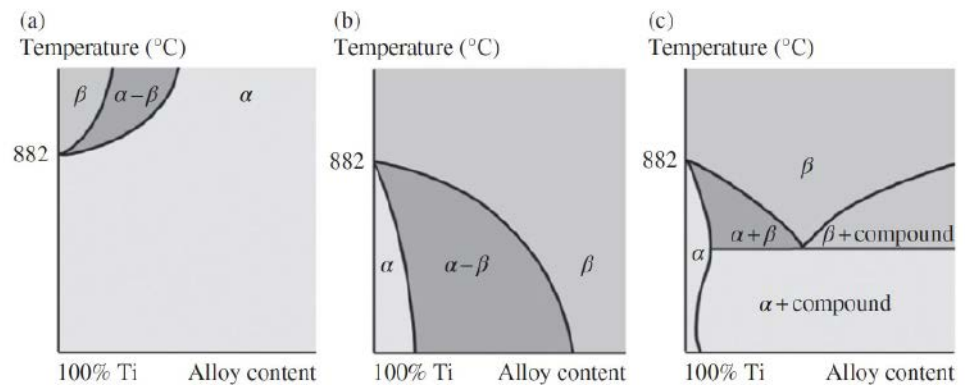 (a)
Temperature (°C)
β
α−β
α
882
100% Ti
Alloy content
(b)
Temperature (°C)
882
α
α−β
β
100% Ti
Alloy content
(c)
Temperature (°C)
882
β
α+β
β+compound
α
α+compound
100% Ti
Alloy content